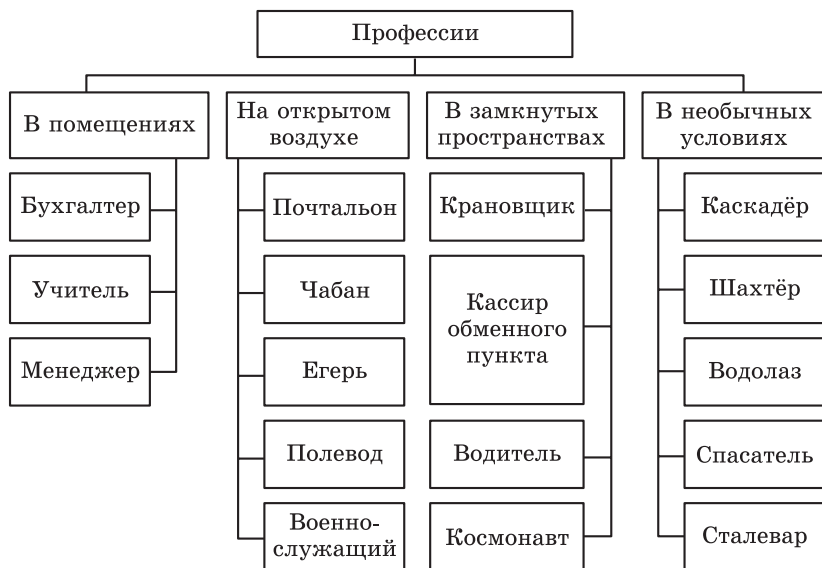 Профессии
В помещениях
Бухгалтер
Учитель
Менеджер
На открытом
воздухе
Почтальон
Чабан
Егерь
Полевод
Военно-
служащий
В замкнутых
пространствах
Крановщик
Кассир
обменного
пункта
Водитель
Космонавт
В необычных
условиях
Каскадёр
Шахтёр
Водолаз
Спасатель
Сталевар